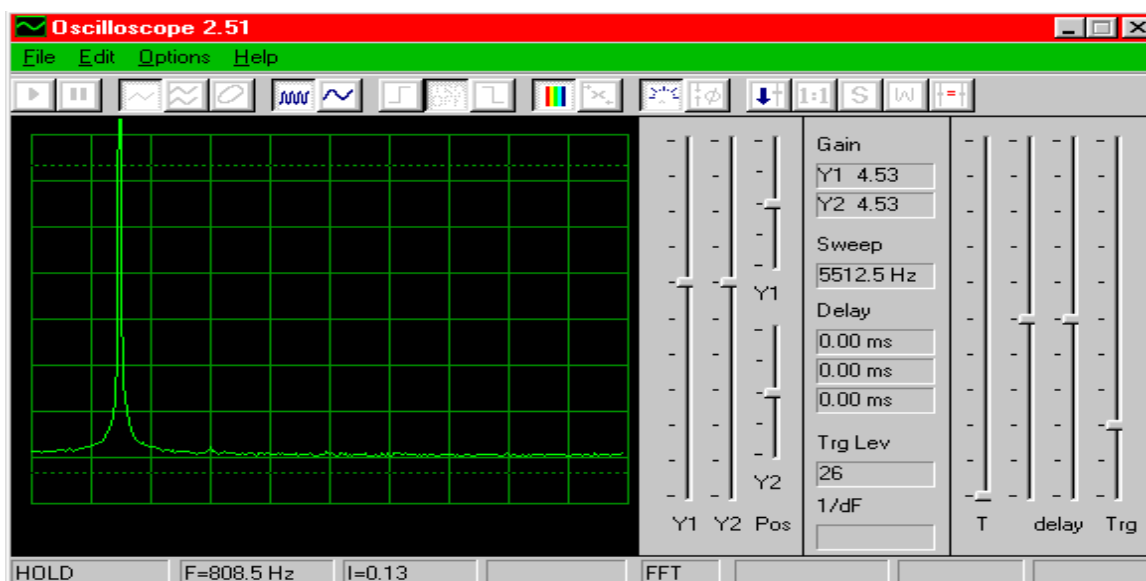 Oscilloscope 2.51
File Edit Options Help
1:1 S W
Gain
Y1 4.53
Y2 4.53
Sweep
5512.5 Hz
Delay
0.00 ms
0.00 ms
0.00 ms
Trg Lev
26
1/dF
Y1
Y2
Y1 Y2 Pos
T delay Trg
HOLD F=808.5 Hz I=0.13 FFT